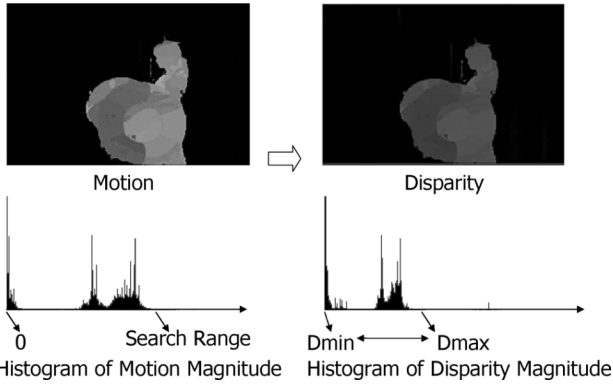 Motion
Disparity
0
Search Range
Dmin
Dmax
Histogram of Motion Magnitude
Histogram of Disparity Magnitude